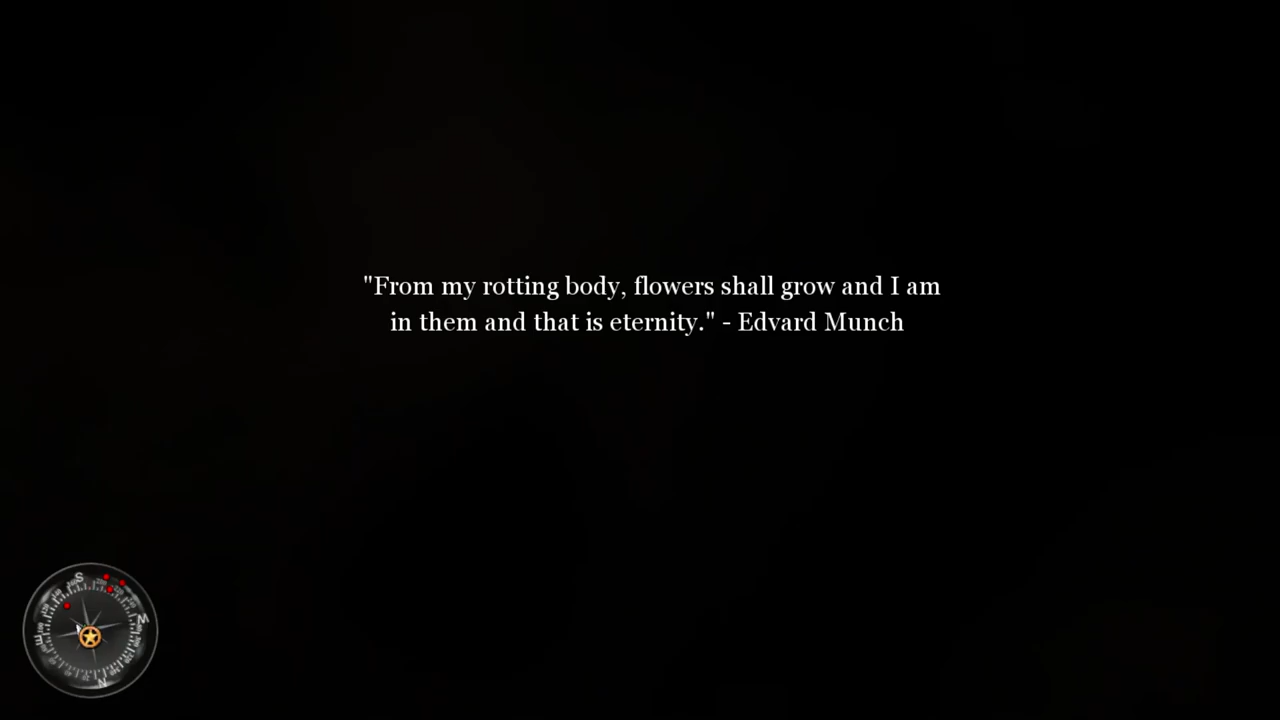 "From my rotting body, flowers shall grow and I am
in them and that is eternity." - Edvard Munch
S
W
E
N